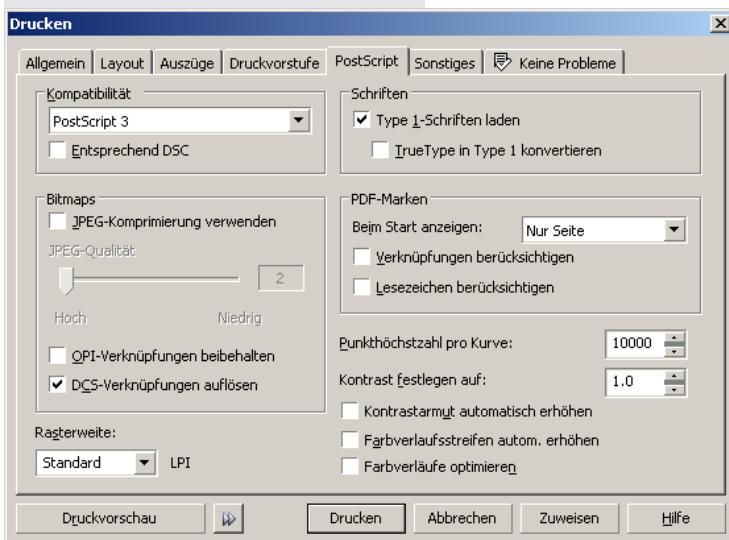 Drucken
Allgemein Layout Auszüge Druckvorstufe PostScript Sonstiges Keine Probleme
Kompatibilität
PostScript 3
Entsprechend DSC
Schriften
Type 1-Schriften laden
TrueType in Type 1 konvertieren
Bitmaps
JPEG-Komprimierung verwenden
JPEG-Qualität
2
Hoch Niedrig
OPI-Verknüpfungen beibehalten
DCS-Verknüpfungen auflösen
PDF-Marken
Beim Start anzeigen: Nur Seite
Verknüpfungen berücksichtigen
Lesezeichen berücksichtigen
Punkthöchstzahl pro Kurve: 10000
Kontrast festlegen auf: 1.0
Kontrastarmut automatisch erhöhen
Farbverlaufsstreifen autom. erhöhen
Farbverläufe optimieren
Rasterweite:
Standard LPI
Druckvorschau Drucken Abbrechen Zuweisen Hilfe